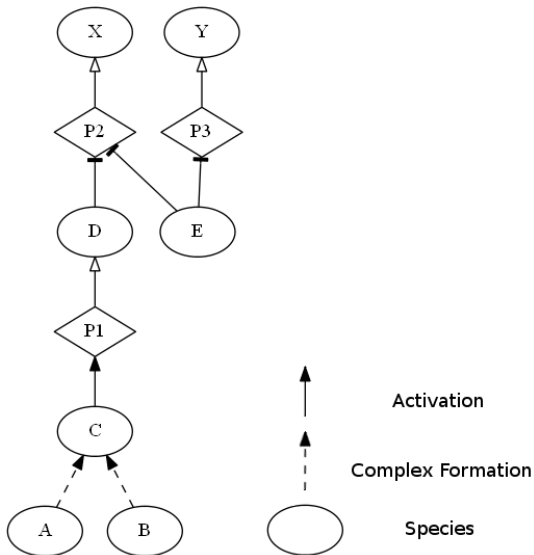 X Y
P2 P3
D E
P1
C
A B
Activation
Complex Formation
Species